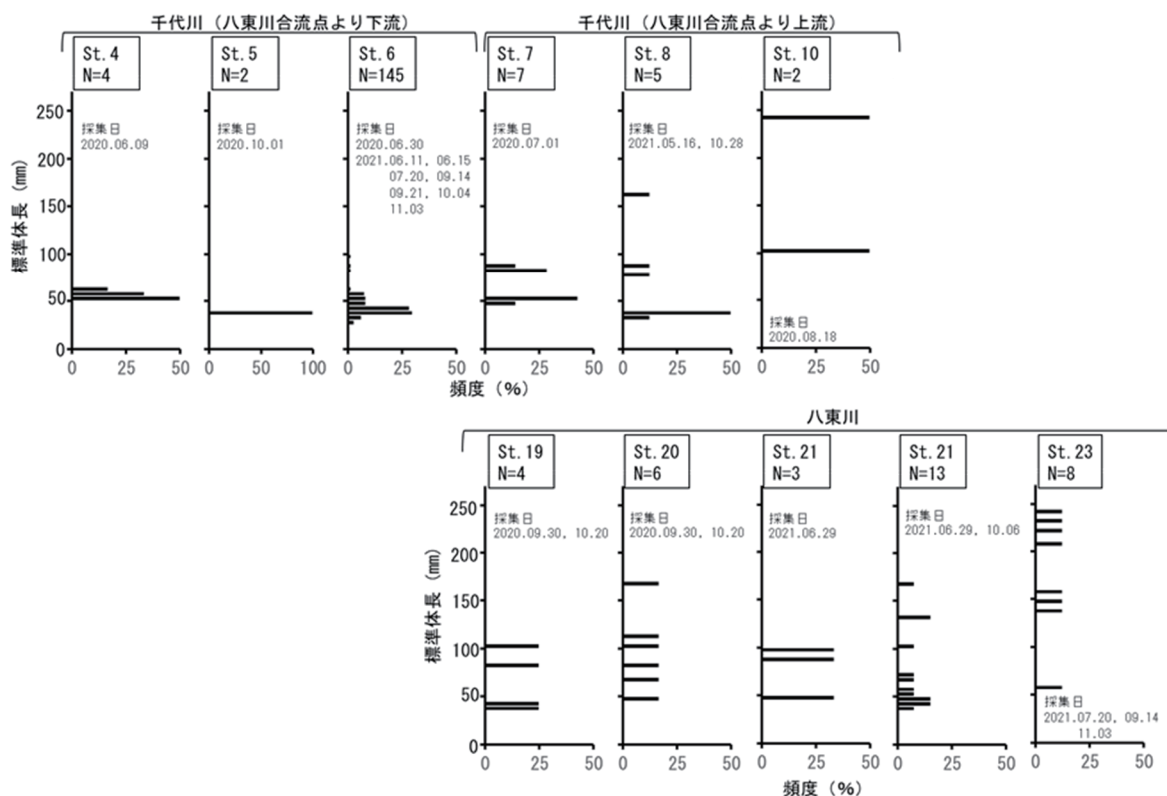 千代川 (八東川合流点より下流)
千代川 (八東川合流点より上流)
St. 4
N=4
St. 5
N=2
St. 6
N=145
St. 7
N=7
St. 8
N=5
St. 10
N=2
標準体長 (mm)
250
200
150
100
50
0
採集日
2020.06.09
採集日
2020.10.01
採集日
2020.06.30
2021.06.11, 06.15
07.20, 09.14
09.21, 10.04
11.03
採集日
2020.07.01
採集日
2021.05.16, 10.28
採集日
2020.08.18
0 25 50
0 50 100
0 25 50
0 25 50
0 25 50
0 25 50
頻度 (%)
八東川
St. 19
N=4
St. 20
N=6
St. 21
N=3
St. 21
N=13
St. 23
N=8
標準体長 (mm)
250
200
150
100
50
0
採集日
2020.09.30, 10.20
採集日
2020.09.30, 10.20
採集日
2021.06.29
採集日
2021.06.29, 10.06
採集日
2021.07.20, 09.14
11.03
0 25 50
0 25 50
0 25 50
0 25 50
0 25 50
頻度 (%)